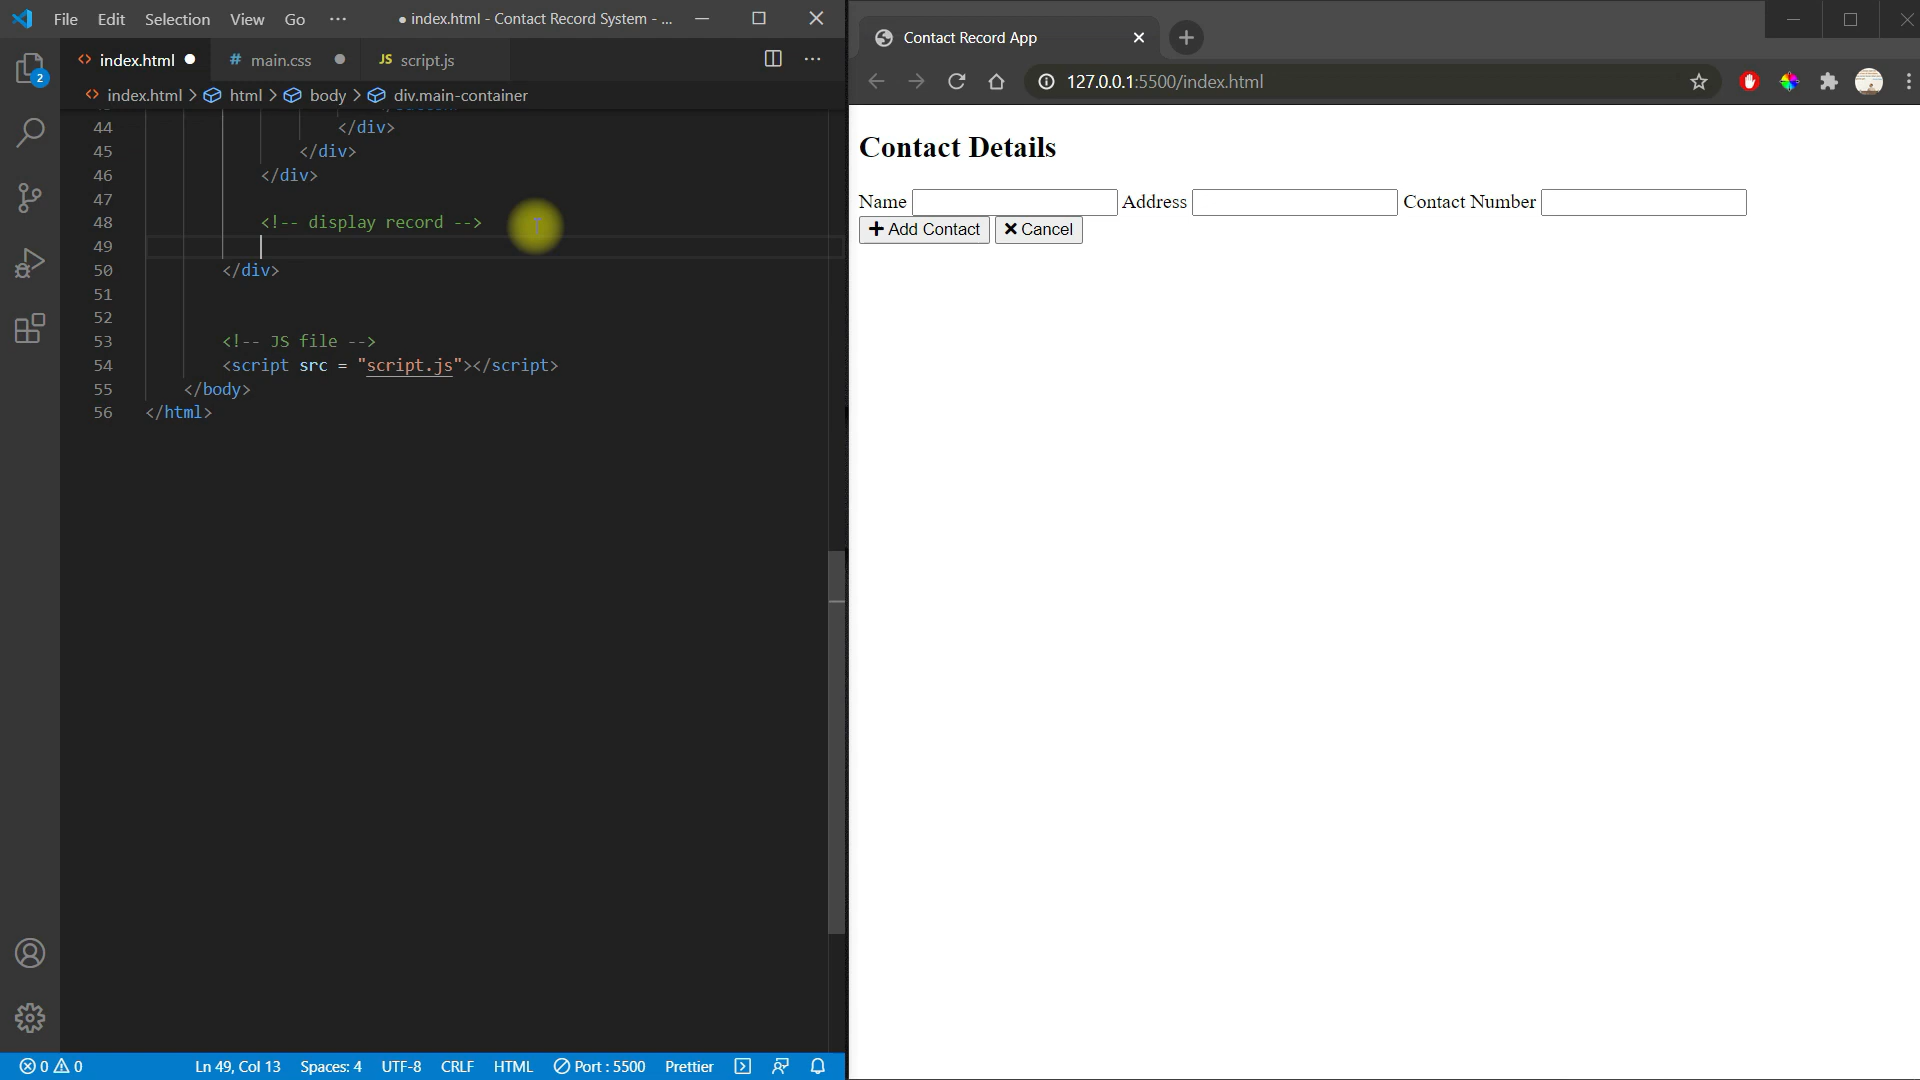 File Edit Selection View Go ··· ● index.html - Contact Record System - ...
index.html ● # main.css ● JS script.js ···
index.html > html > body > div.main-container
44 </div>
45 </div>
46 </div>
47
48 <!-- display record -->
49
50 </div>
51
52
53 <!-- JS file -->
54 <script src = "script.js"></script>
55 </body>
56 </html>
2
0 0 Ln 49, Col 13 Spaces: 4 UTF-8 CRLF HTML Port : 5500 Prettier
Contact Record App
127.0.0.1:5500/index.html
Contact Details
Name Address Contact Number
Add Contact Cancel